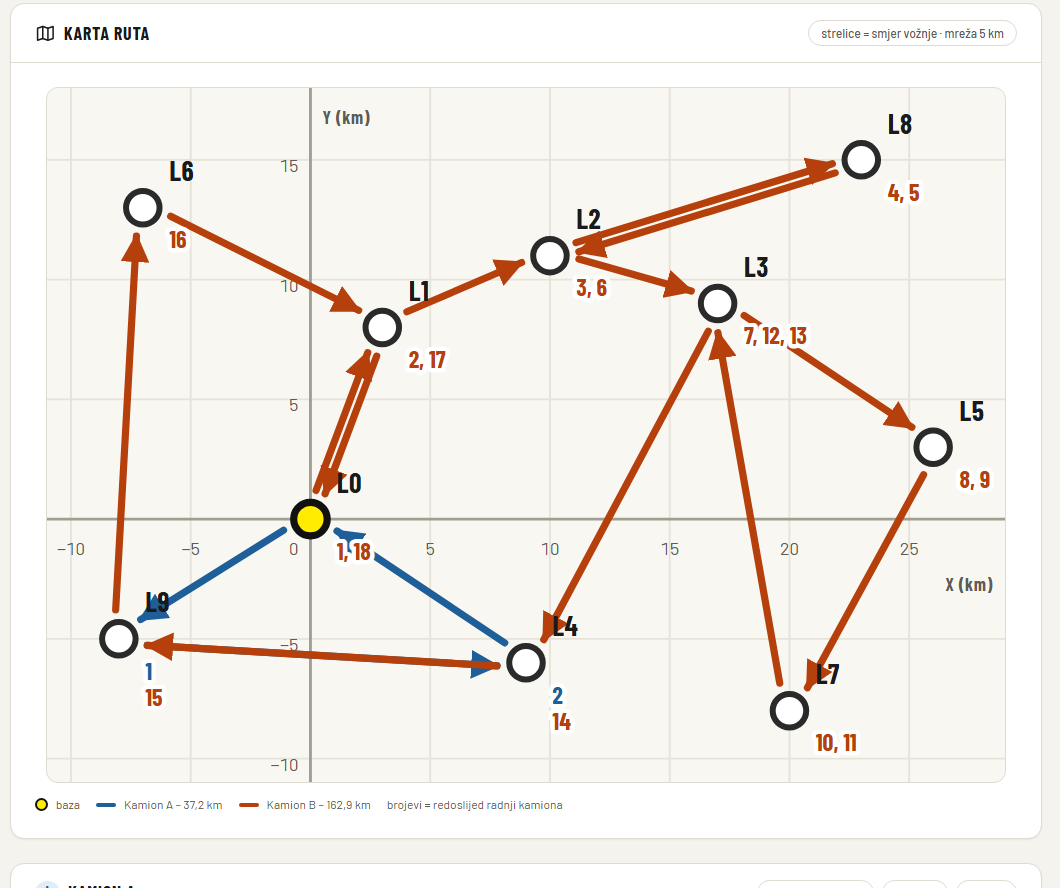 KARTA RUTA
strelice = smjer vožnje · mreža 5 km
Y (km)
L8
15
L6
4, 5
L2
16
L3
10
L1
3, 6
7, 12, 13
2, 17
5
L5
L0
8, 9
−10
−5
0
1, 18
5
10
15
20
25
X (km)
L9
L4
−5
1
L7
15
2
14
10, 11
−10
baza
Kamion A – 37,2 km
Kamion B – 162,9 km
brojevi = redoslijed radnji kamiona